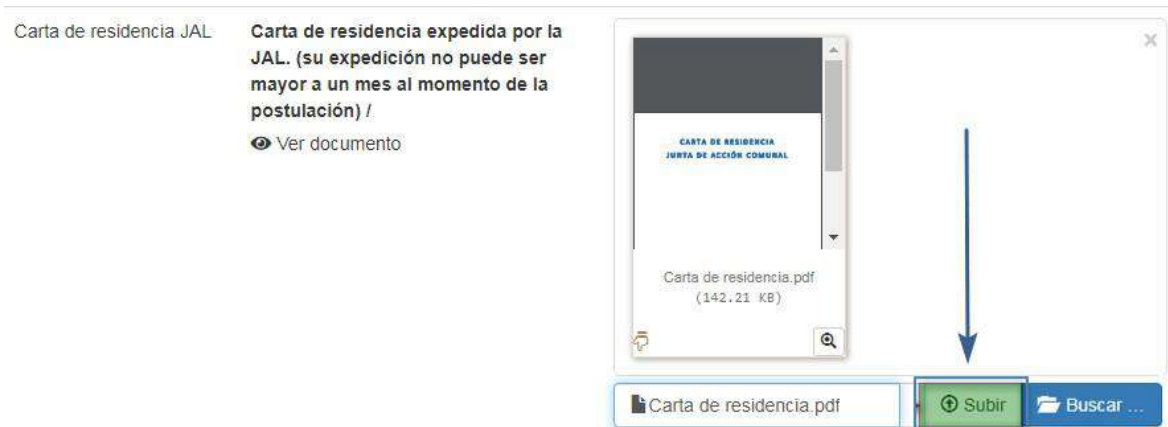 Carta de residencia JAL
Carta de residencia expedida por la
JAL. (su expedición no puede ser
mayor a un mes al momento de la
postulación) /
Ver documento
×
CARTA DE RESIDENCIA
JUNTA DE ACCIÓN COMUNAL
Carta de residencia.pdf
(142.21 KB)
Carta de residencia.pdf
Subir
Buscar ...